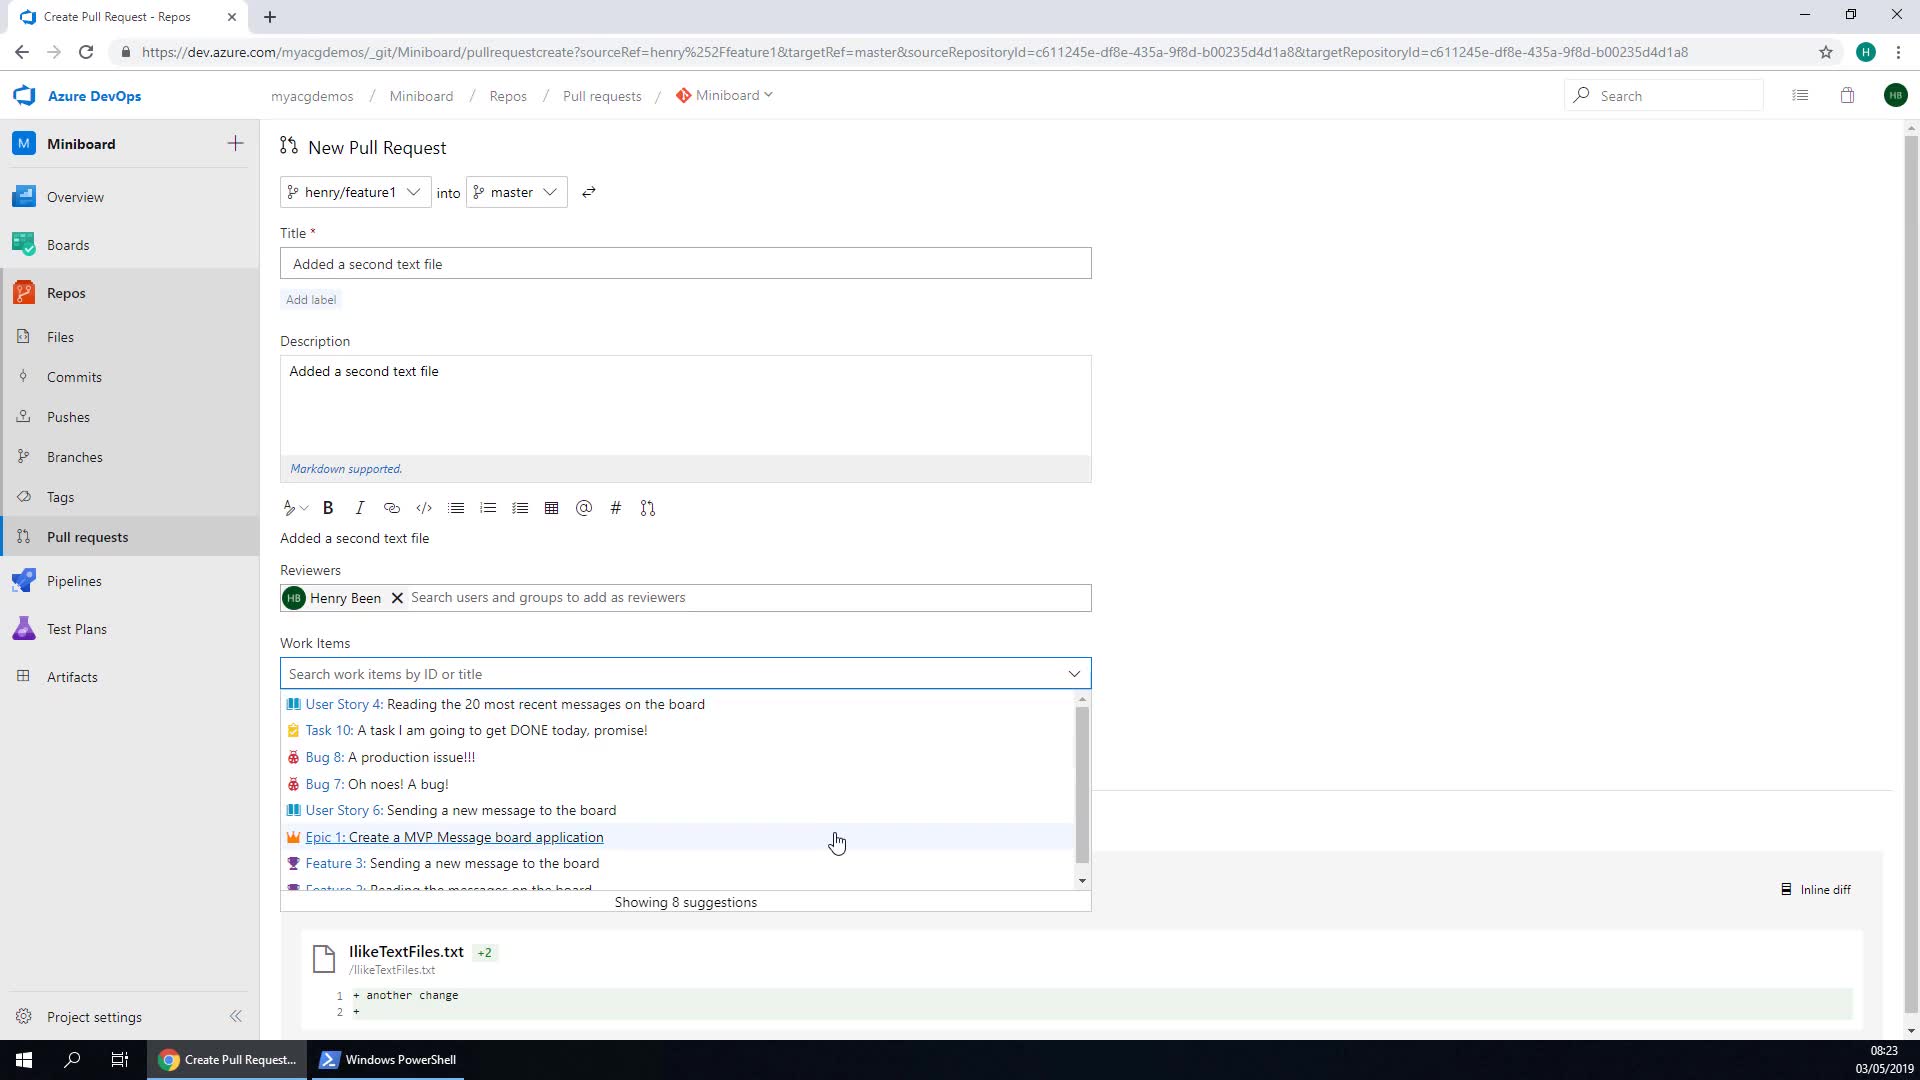 Create Pull Request - Repos
https://dev.azure.com/myacgdemos/_git/Miniboard/pullrequestcreate?sourceRef=henry%252Ffeature1&targetRef=master&sourceRepositoryId=c611245e-df8e-435a-9f8d-b00235d4d1a8&targetRepositoryId=c611245e-df8e-435a-9f8d-b00235d4d1a8
H
Azure DevOps
myacgdemos / Miniboard / Repos / Pull requests / Miniboard
Search
HB
M Miniboard
Overview
Boards
Repos
Files
Commits
Pushes
Branches
Tags
Pull requests
Pipelines
Test Plans
Artifacts
Project settings
New Pull Request
henry/feature1 into master
Title *
Added a second text file
Add label
Description
Added a second text file
Markdown supported.
B I </> @ #
Added a second text file
Reviewers
HB Henry Been Search users and groups to add as reviewers
Work Items
Search work items by ID or title
User Story 4: Reading the 20 most recent messages on the board
Task 10: A task I am going to get DONE today, promise!
Bug 8: A production issue!!!
Bug 7: Oh noes! A bug!
User Story 6: Sending a new message to the board
Epic 1: Create a MVP Message board application
Feature 3: Sending a new message to the board
Feature 2: Reading the messages on the board
Showing 8 suggestions
Inline diff
IlikeTextFiles.txt +2
/IlikeTextFiles.txt
1 + another change
2 +
Create Pull Request...
Windows PowerShell
08:23
03/05/2019